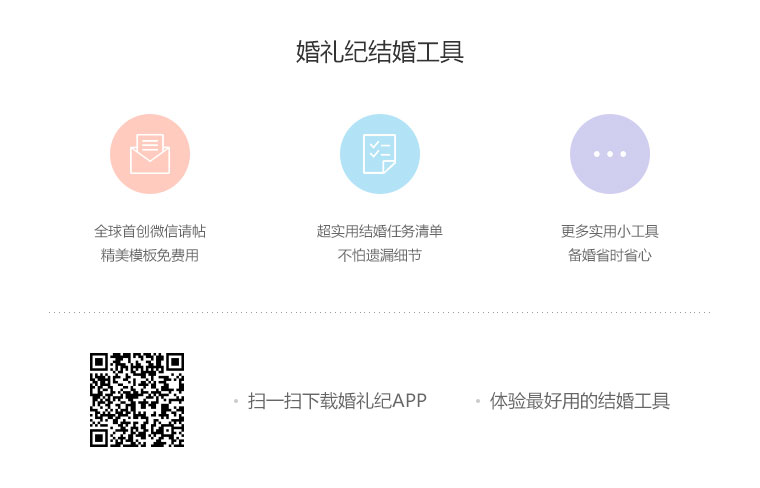 婚礼纪结婚工具
全球首创微信请帖
精美模板免费用
超实用结婚任务清单
不怕遗漏细节
更多实用小工具
备婚省时省心
扫一扫下载婚礼纪APP
体验最好用的结婚工具